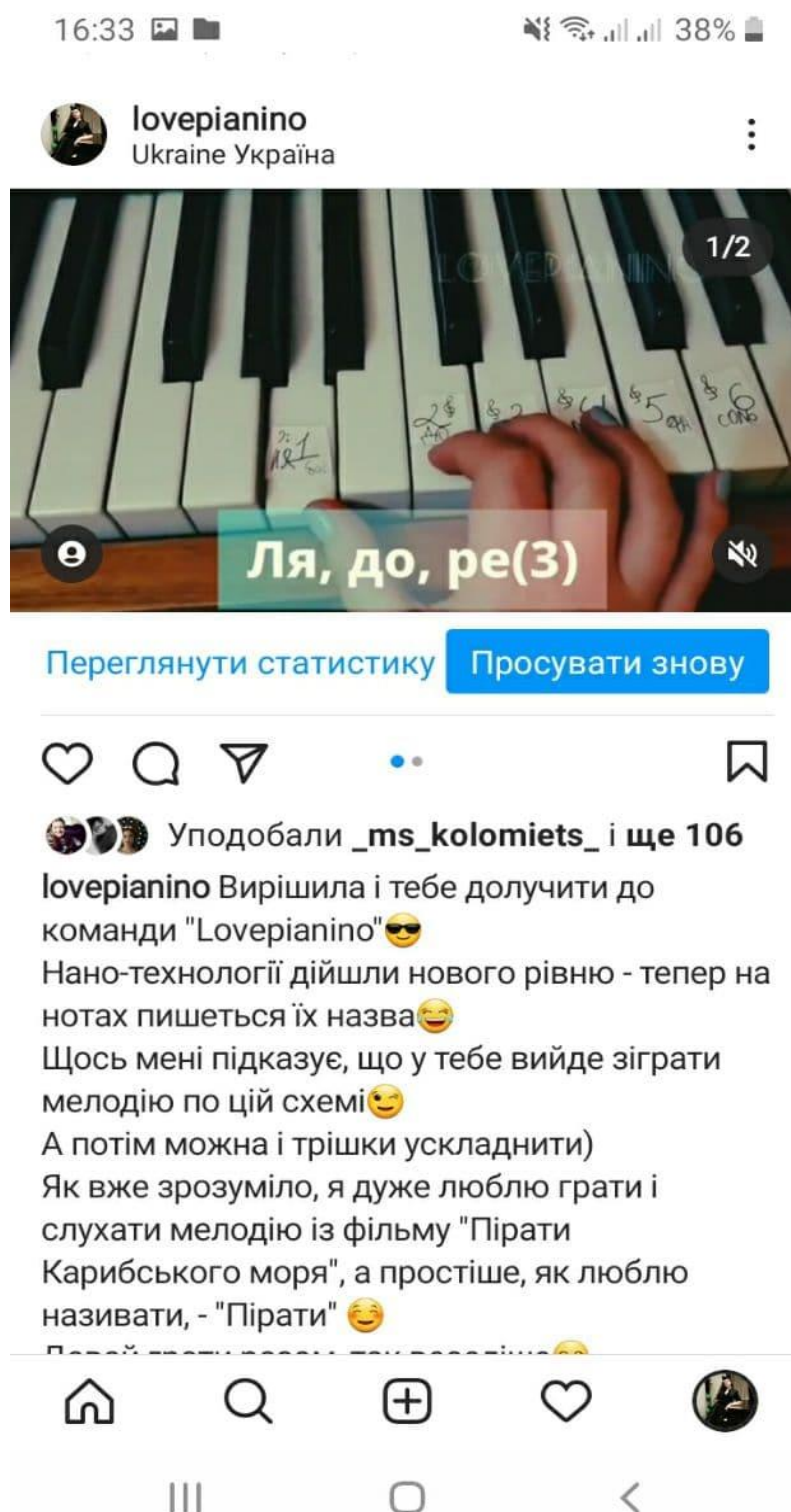 16:33
38%
lovepianino
Ukraine Україна
LOVEPIANINO
1/2
Ля, до, ре(3)
Переглянути статистику
Просувати знову
Уподобали _ms_kolomiets_ і ще 106
lovepianino Вирішила і тебе долучити до
команди "Lovepianino"😎
Нано-технології дійшли нового рівню - тепер на
нотах пишеться їх назва😂
Щось мені підказує, що у тебе вийде зіграти
мелодію по цій схемі😉
А потім можна і трішки ускладнити)
Як вже зрозуміло, я дуже люблю грати і
слухати мелодію із фільму "Пірати
Карибського моря", а простіше, як люблю
називати, - "Пірати" ☺️